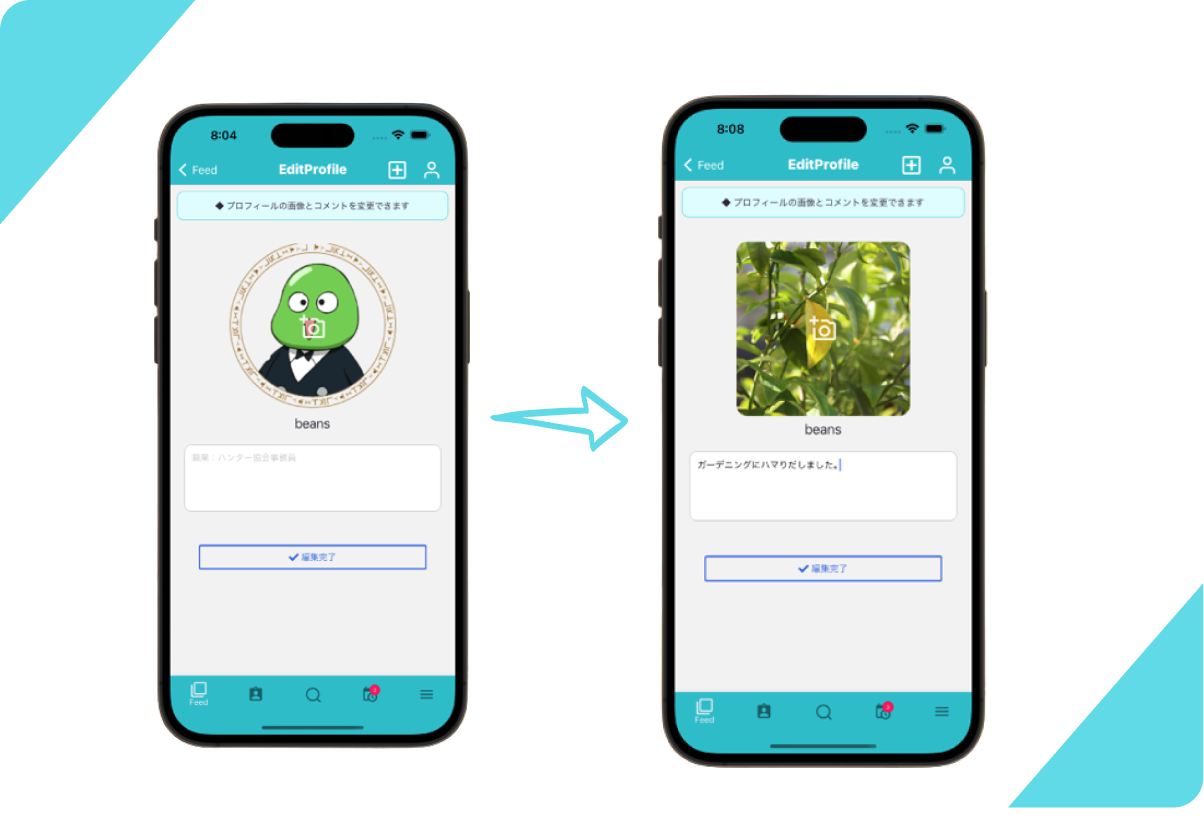 8:04
Feed
EditProfile
◆ プロフィールの画像とコメントを変更できます
beans
職業：ハンター協会事務員
編集完了
Feed
8:08
Feed
EditProfile
◆ プロフィールの画像とコメントを変更できます
beans
ガーデニングにハマりだしました。
編集完了
Feed